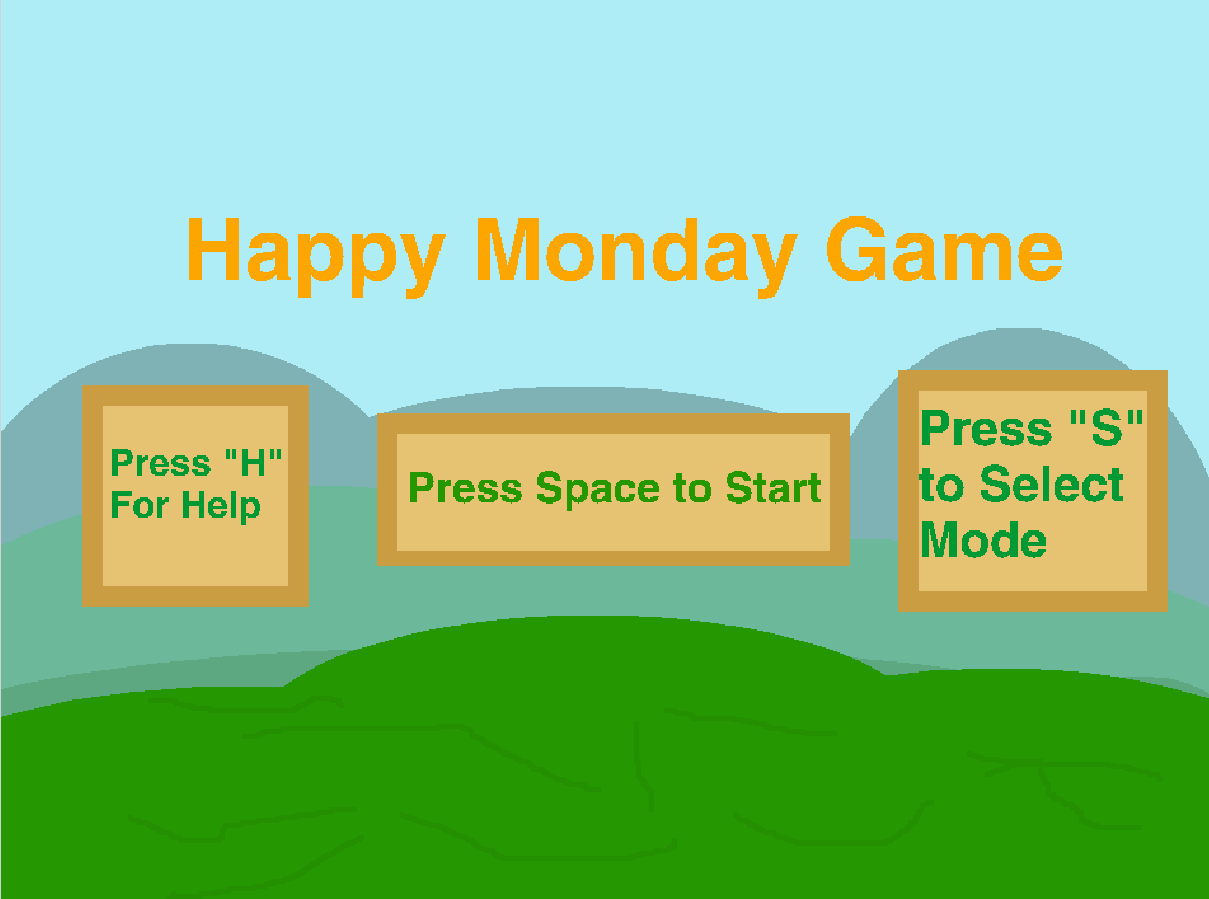 Happy Monday Game
Press "H"
For Help
Press Space to Start
Press "S"
to Select
Mode